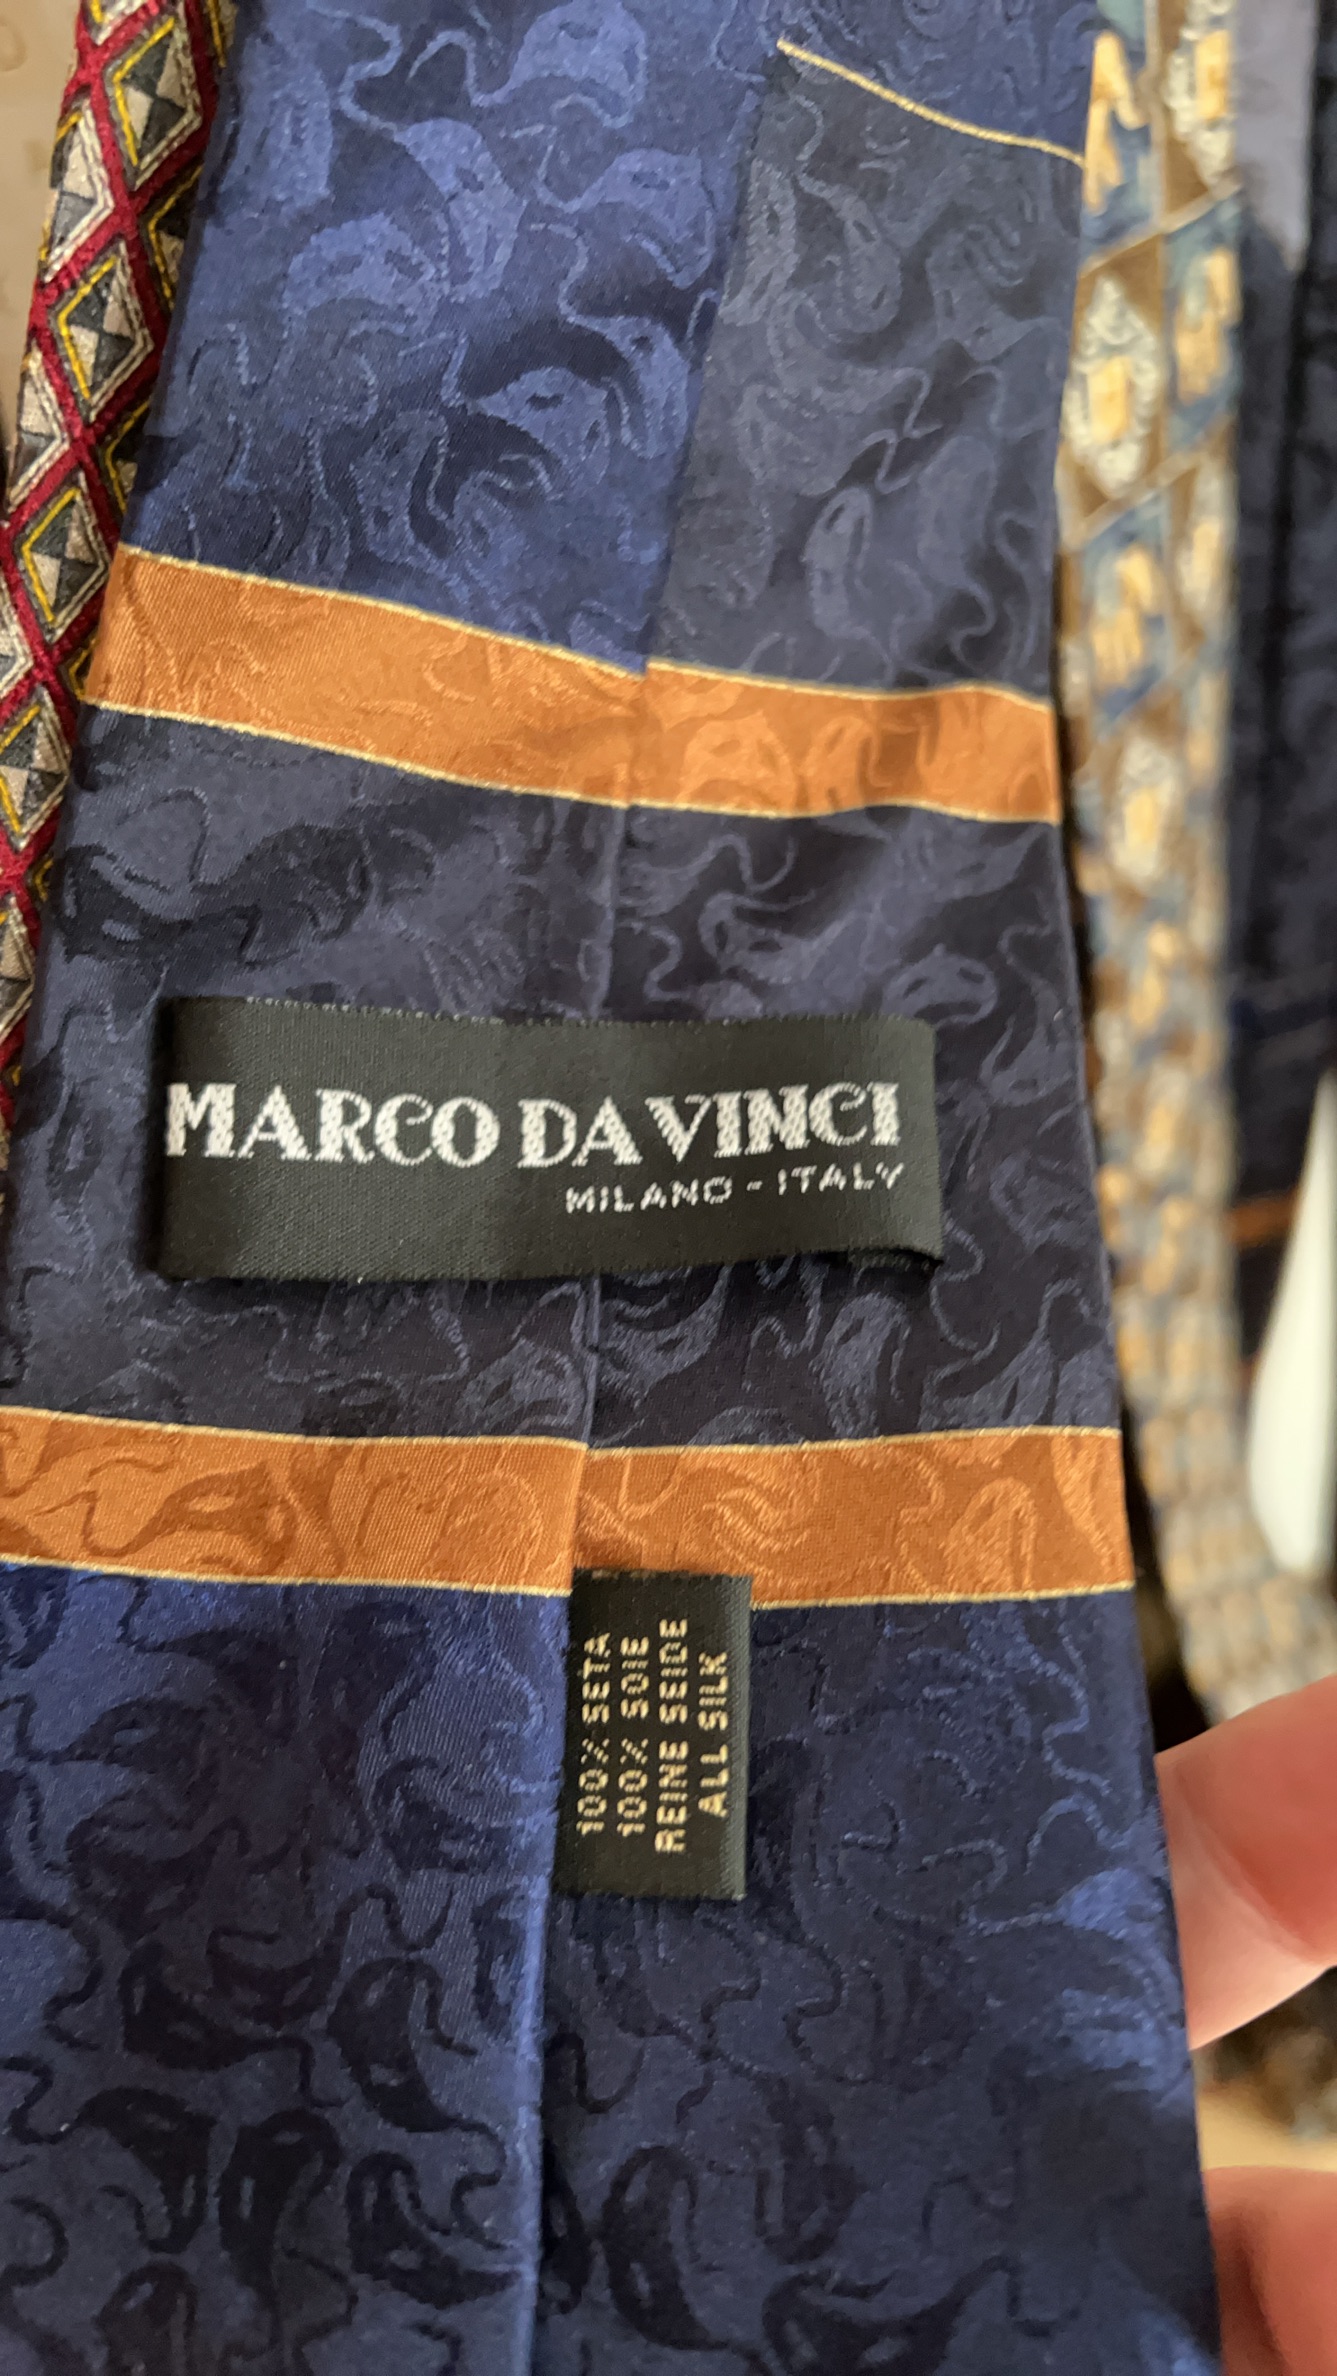 MARCO DA VINCI
MILANO - ITALY
100% SETA
100% SOIE
REINE SEIDE
ALL SILK